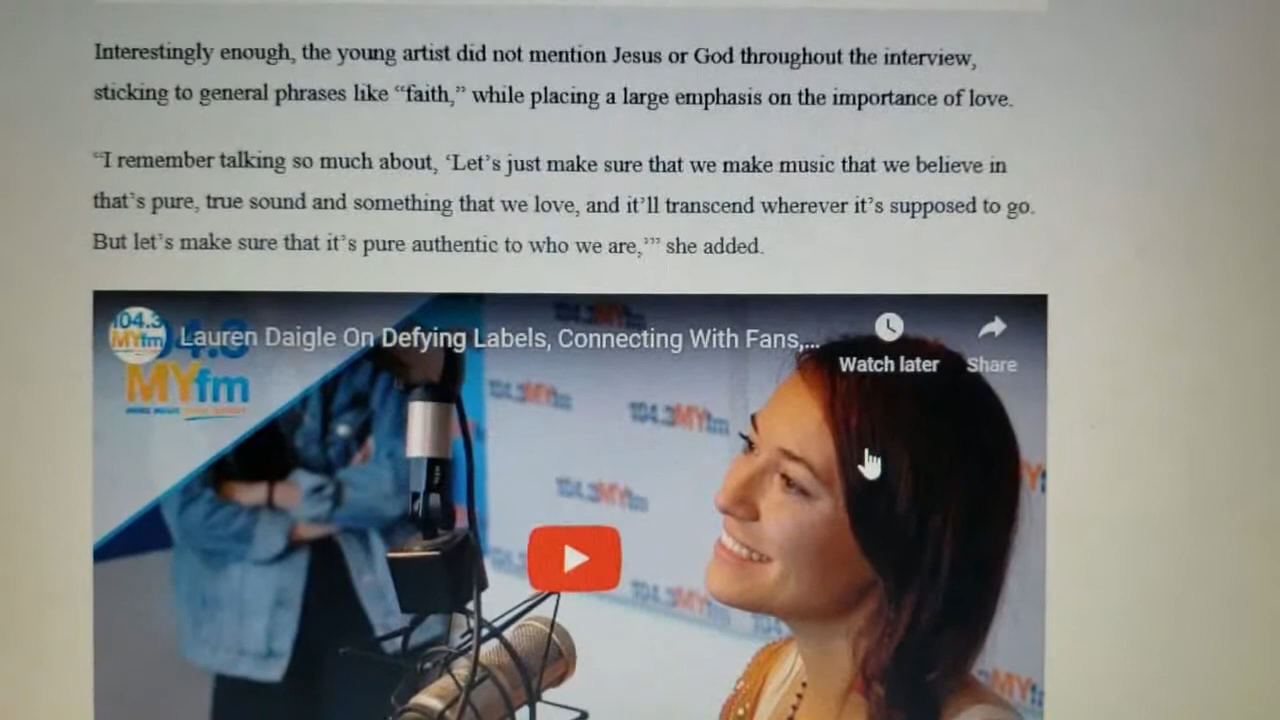 Interestingly enough, the young artist did not mention Jesus or God throughout the interview,
sticking to general phrases like “faith,” while placing a large emphasis on the importance of love.
“I remember talking so much about, ‘Let’s just make sure that we make music that we believe in
that’s pure, true sound and something that we love, and it’ll transcend wherever it’s supposed to go.
But let’s make sure that it’s pure authentic to who we are,’” she added.
104.3
MYfm
Lauren Daigle On Defying Labels, Connecting With Fans,...
Watch later
Share
MYfm
104.3MYfm
104.3MYfm
104.3MYfm
104.3MYfm